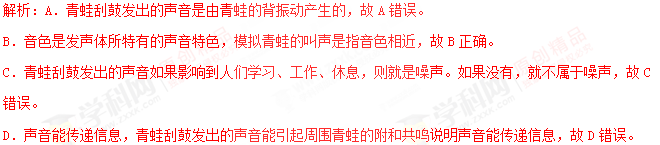 解析：A．青蛙刮鼓发出的声音是由青蛙的背振动产生的，故 A 错误。
B．音色是发声体所特有的声音特色，模拟青蛙的叫声是指音色相近，故 B 正确。
C．青蛙刮鼓发出的声音如果影响到人们学习、工作、休息，则就是噪声。如果没有，就不属于噪声，故 C
错误。
D．声音能传递信息，青蛙刮鼓发出的声音能引起周围青蛙的附和共鸣说明声音能传递信息，故 D 错误。